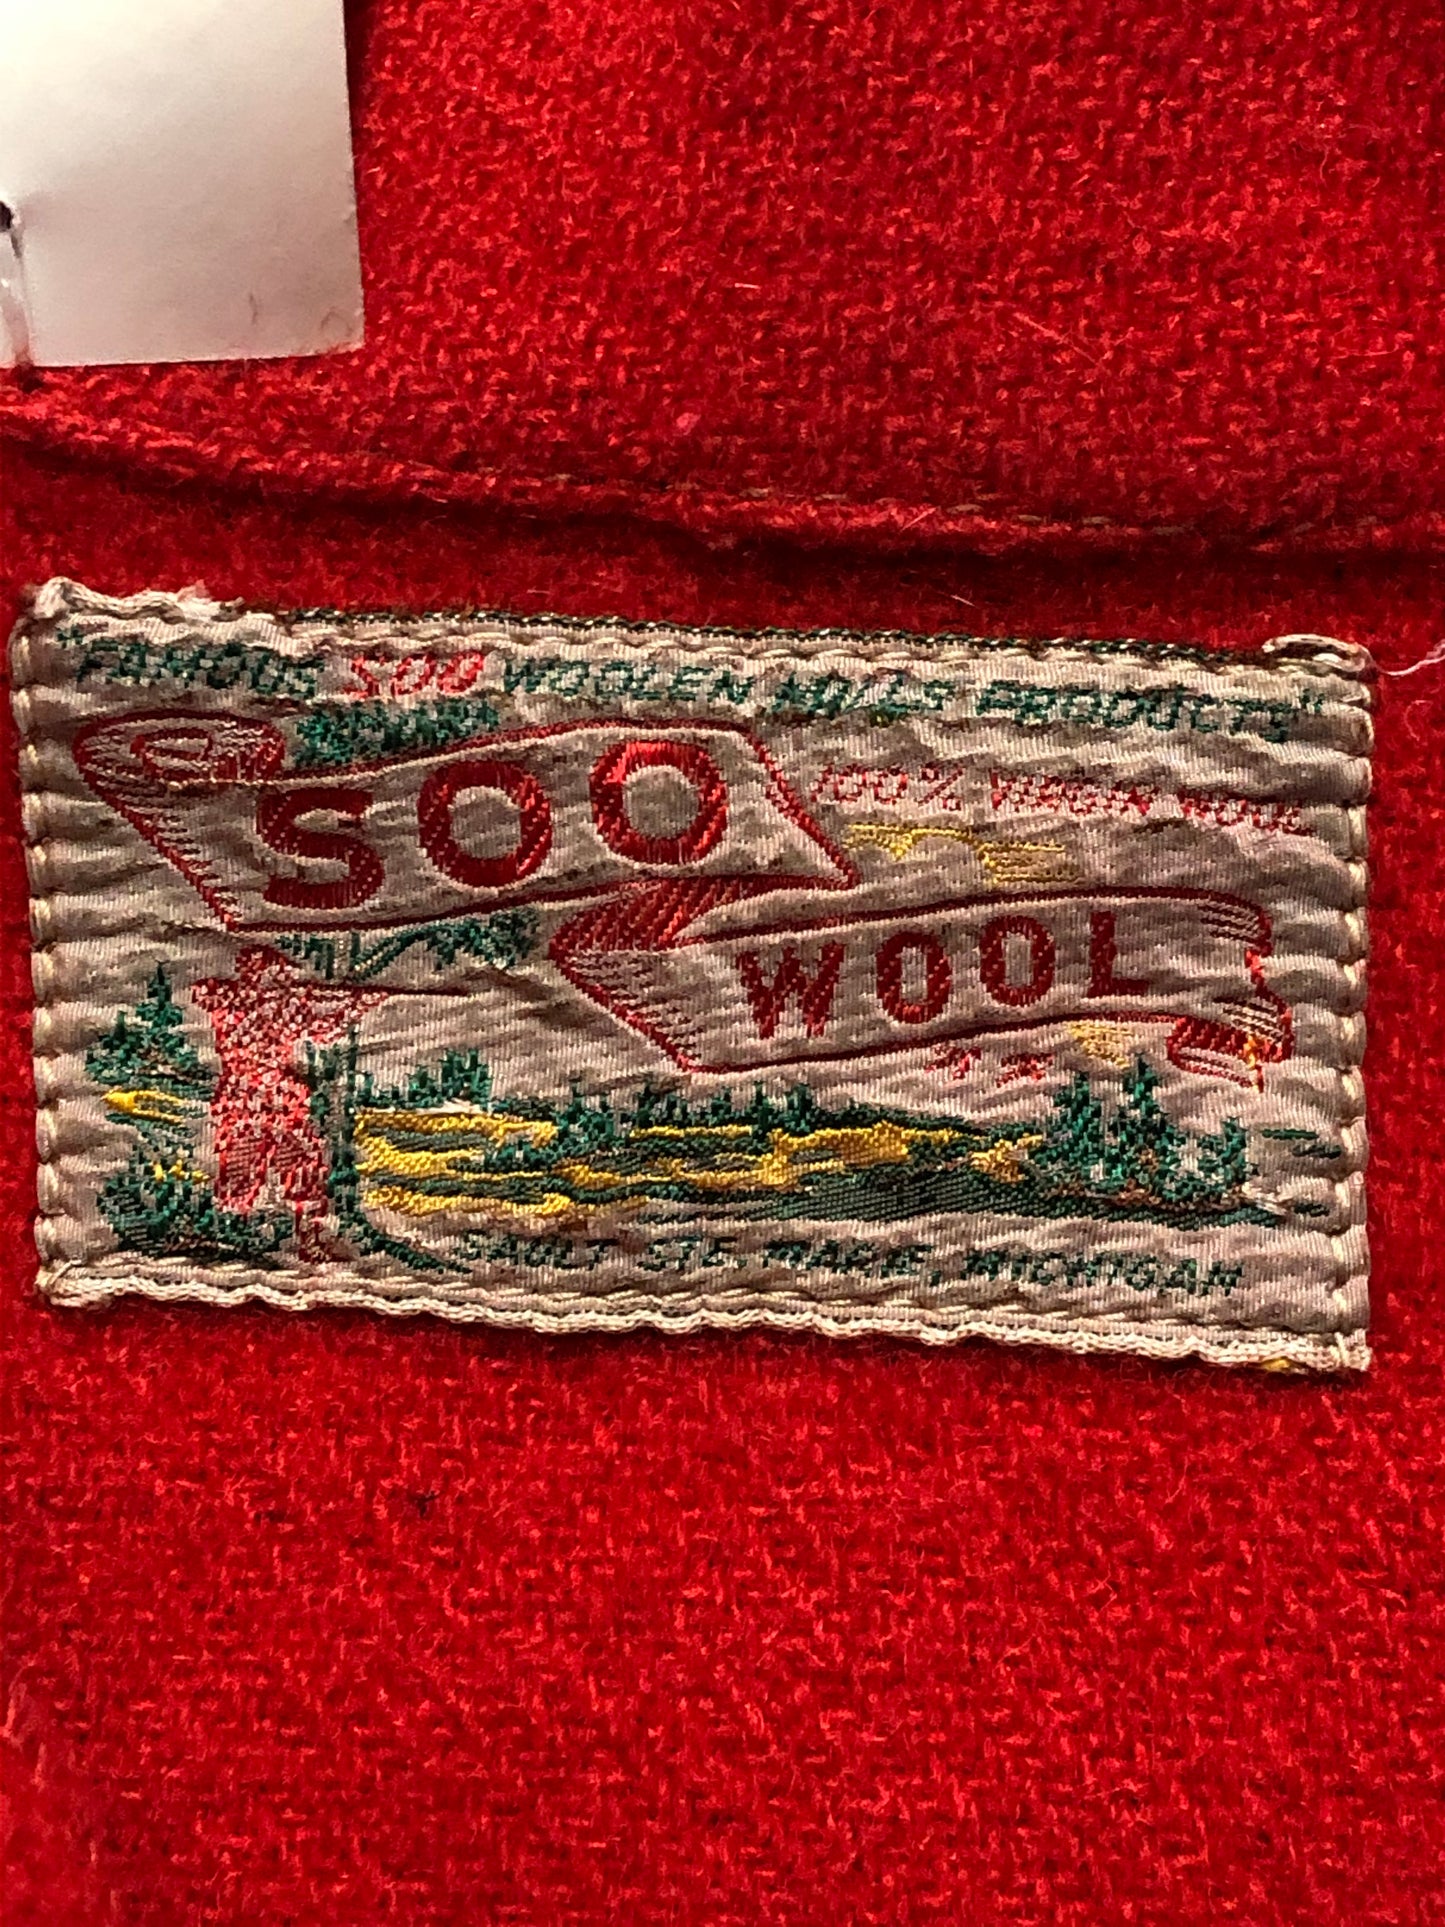 "FAMOUS SOO WOOLEN MILLS PRODUCTS"
SOO
100% VIRGIN WOOL
WOOL
SAULT STE. MARIE, MICHIGAN